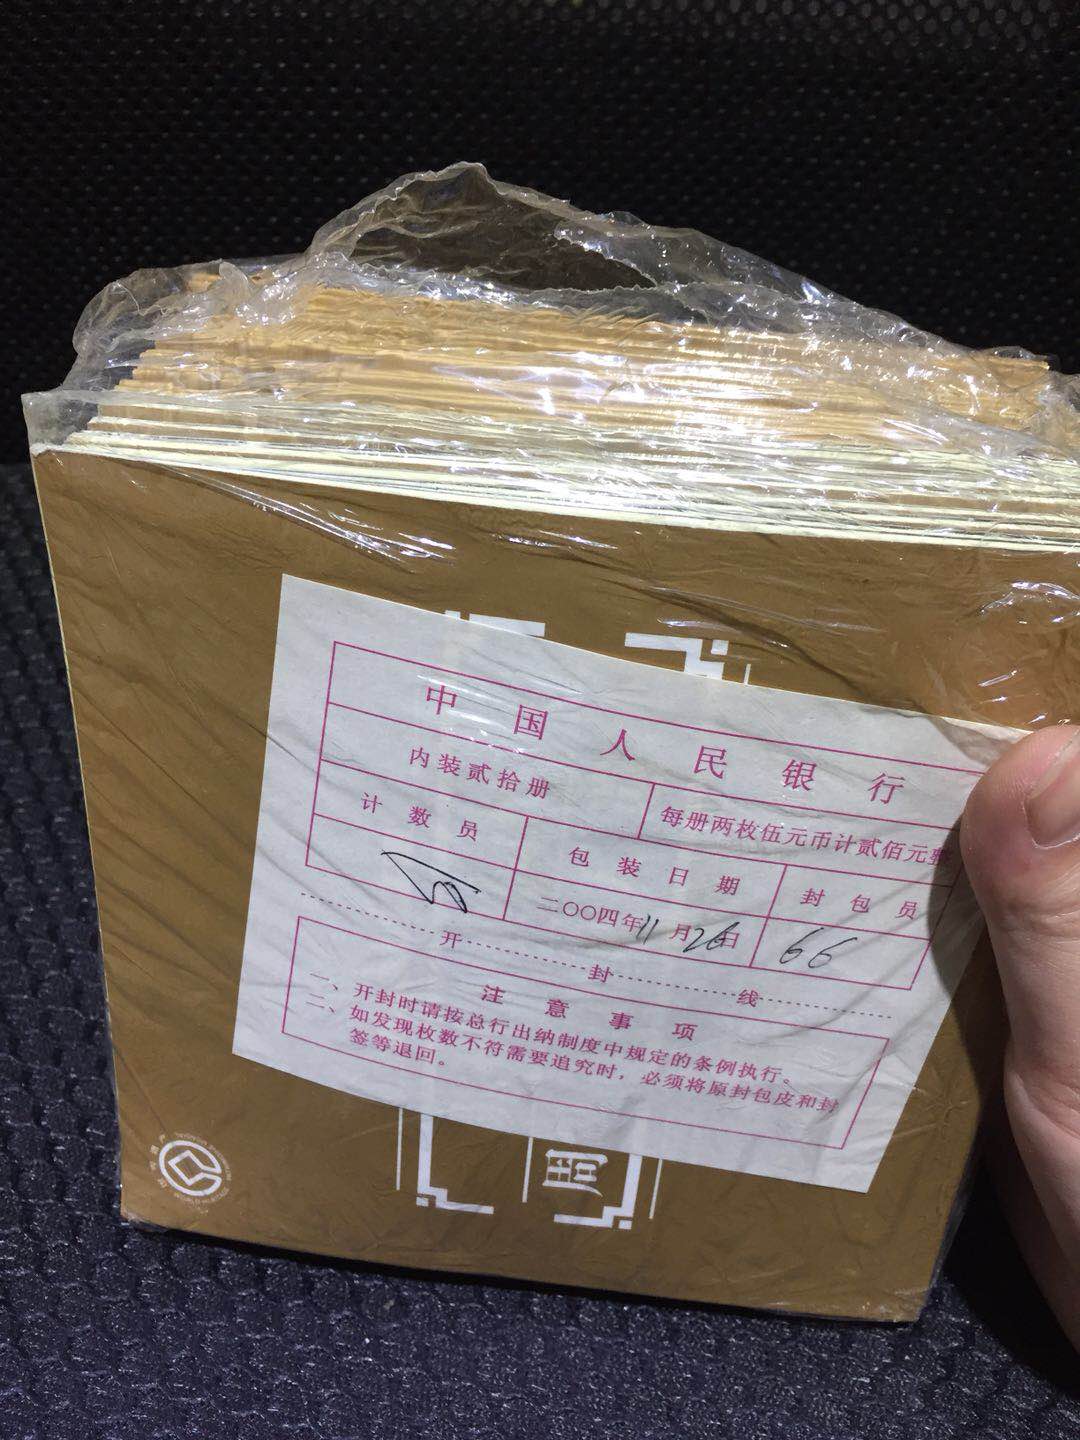 中国人民银行
内装贰拾册 每册两枚伍元币计贰佰元整
计数员 包装日期 封包员
二〇〇四年11月26日 66
开封线
注意事项
一、开封时请按总行出纳制度中规定的条例执行。
二、如发现枚数不符需要追究时，必须将原封包皮和封
签等退回。